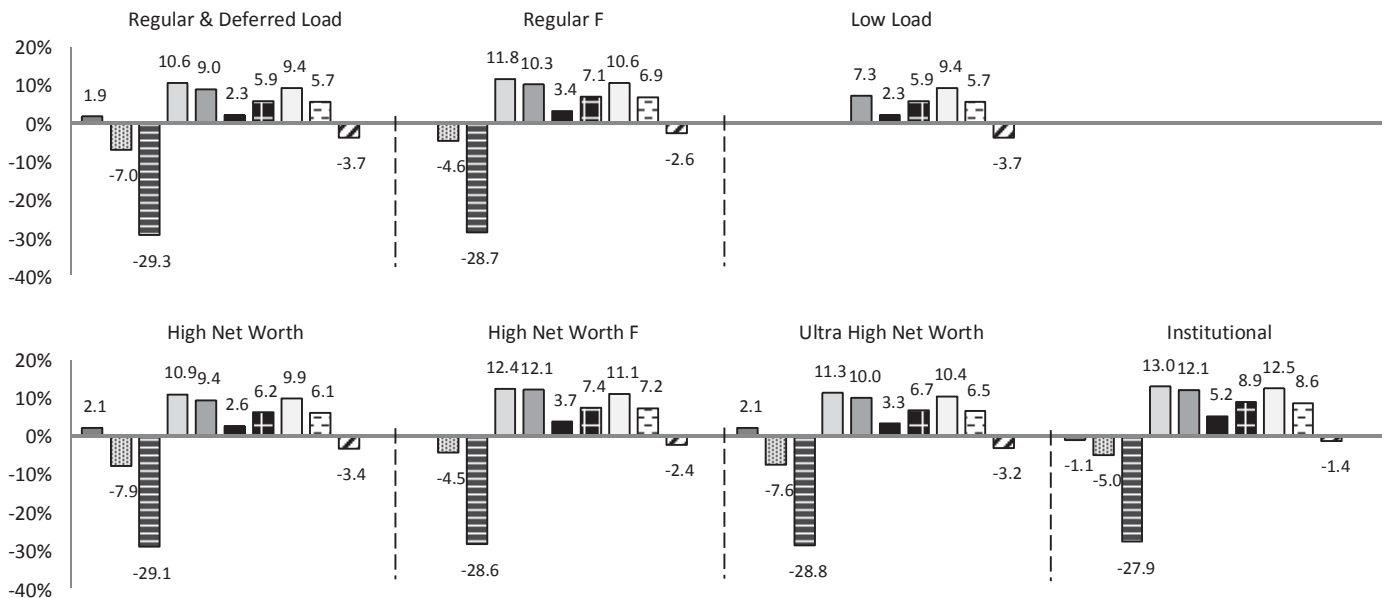 Regular & Deferred Load Regular F Low Load
20% 10.6 9.0 9.4 11.8 10.3 10.6 7.3 9.4
10% 1.9 2.3 5.9 5.7 3.4 7.1 6.9 2.3 5.9 5.7
0%
-10% -7.0 -3.7 -4.6 -2.6 -3.7
-20%
-30% -29.3 -28.7
-40%
High Net Worth High Net Worth F Ultra High Net Worth Institutional
20% 10.9 9.4 9.9 12.4 12.1 11.1 11.3 10.0 10.4 13.0 12.1 12.5
10% 2.1 2.6 6.2 6.1 3.7 7.4 7.2 2.1 3.3 6.7 6.5 5.2 8.9 8.6
0%
-10% -7.9 -3.4 -4.5 -2.4 -7.6 -3.2 -1.1 -5.0 -1.4
-20%
-30% -29.1 -28.6 -28.8 -27.9
-40%